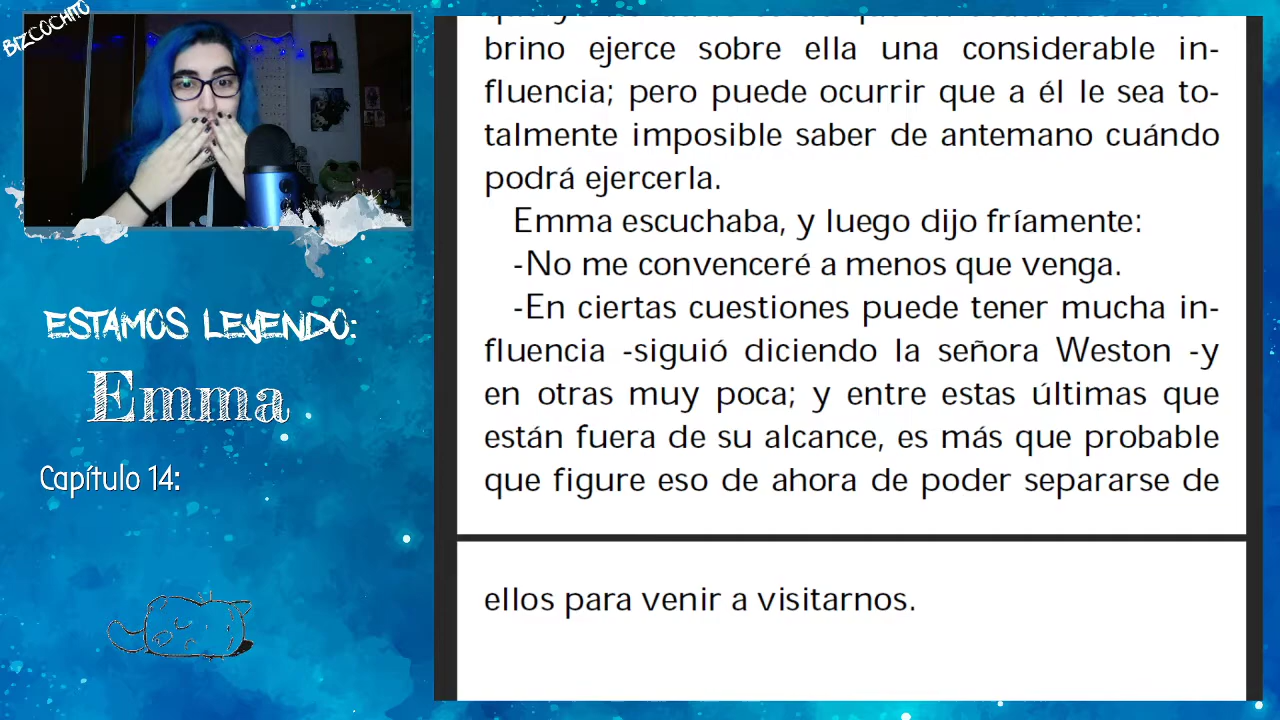 BIZCOCHITO
ESTAMOS LEYENDO:
Emma
Capítulo 14:
brino ejerce sobre ella una considerable in-
fluencia; pero puede ocurrir que a él le sea to-
talmente imposible saber de antemano cuándo
podrá ejercerla.
Emma escuchaba, y luego dijo fríamente:
-No me convenceré a menos que venga.
-En ciertas cuestiones puede tener mucha in-
fluencia -siguió diciendo la señora Weston -y
en otras muy poca; y entre estas últimas que
están fuera de su alcance, es más que probable
que figure eso de ahora de poder separarse de
ellos para venir a visitarnos.